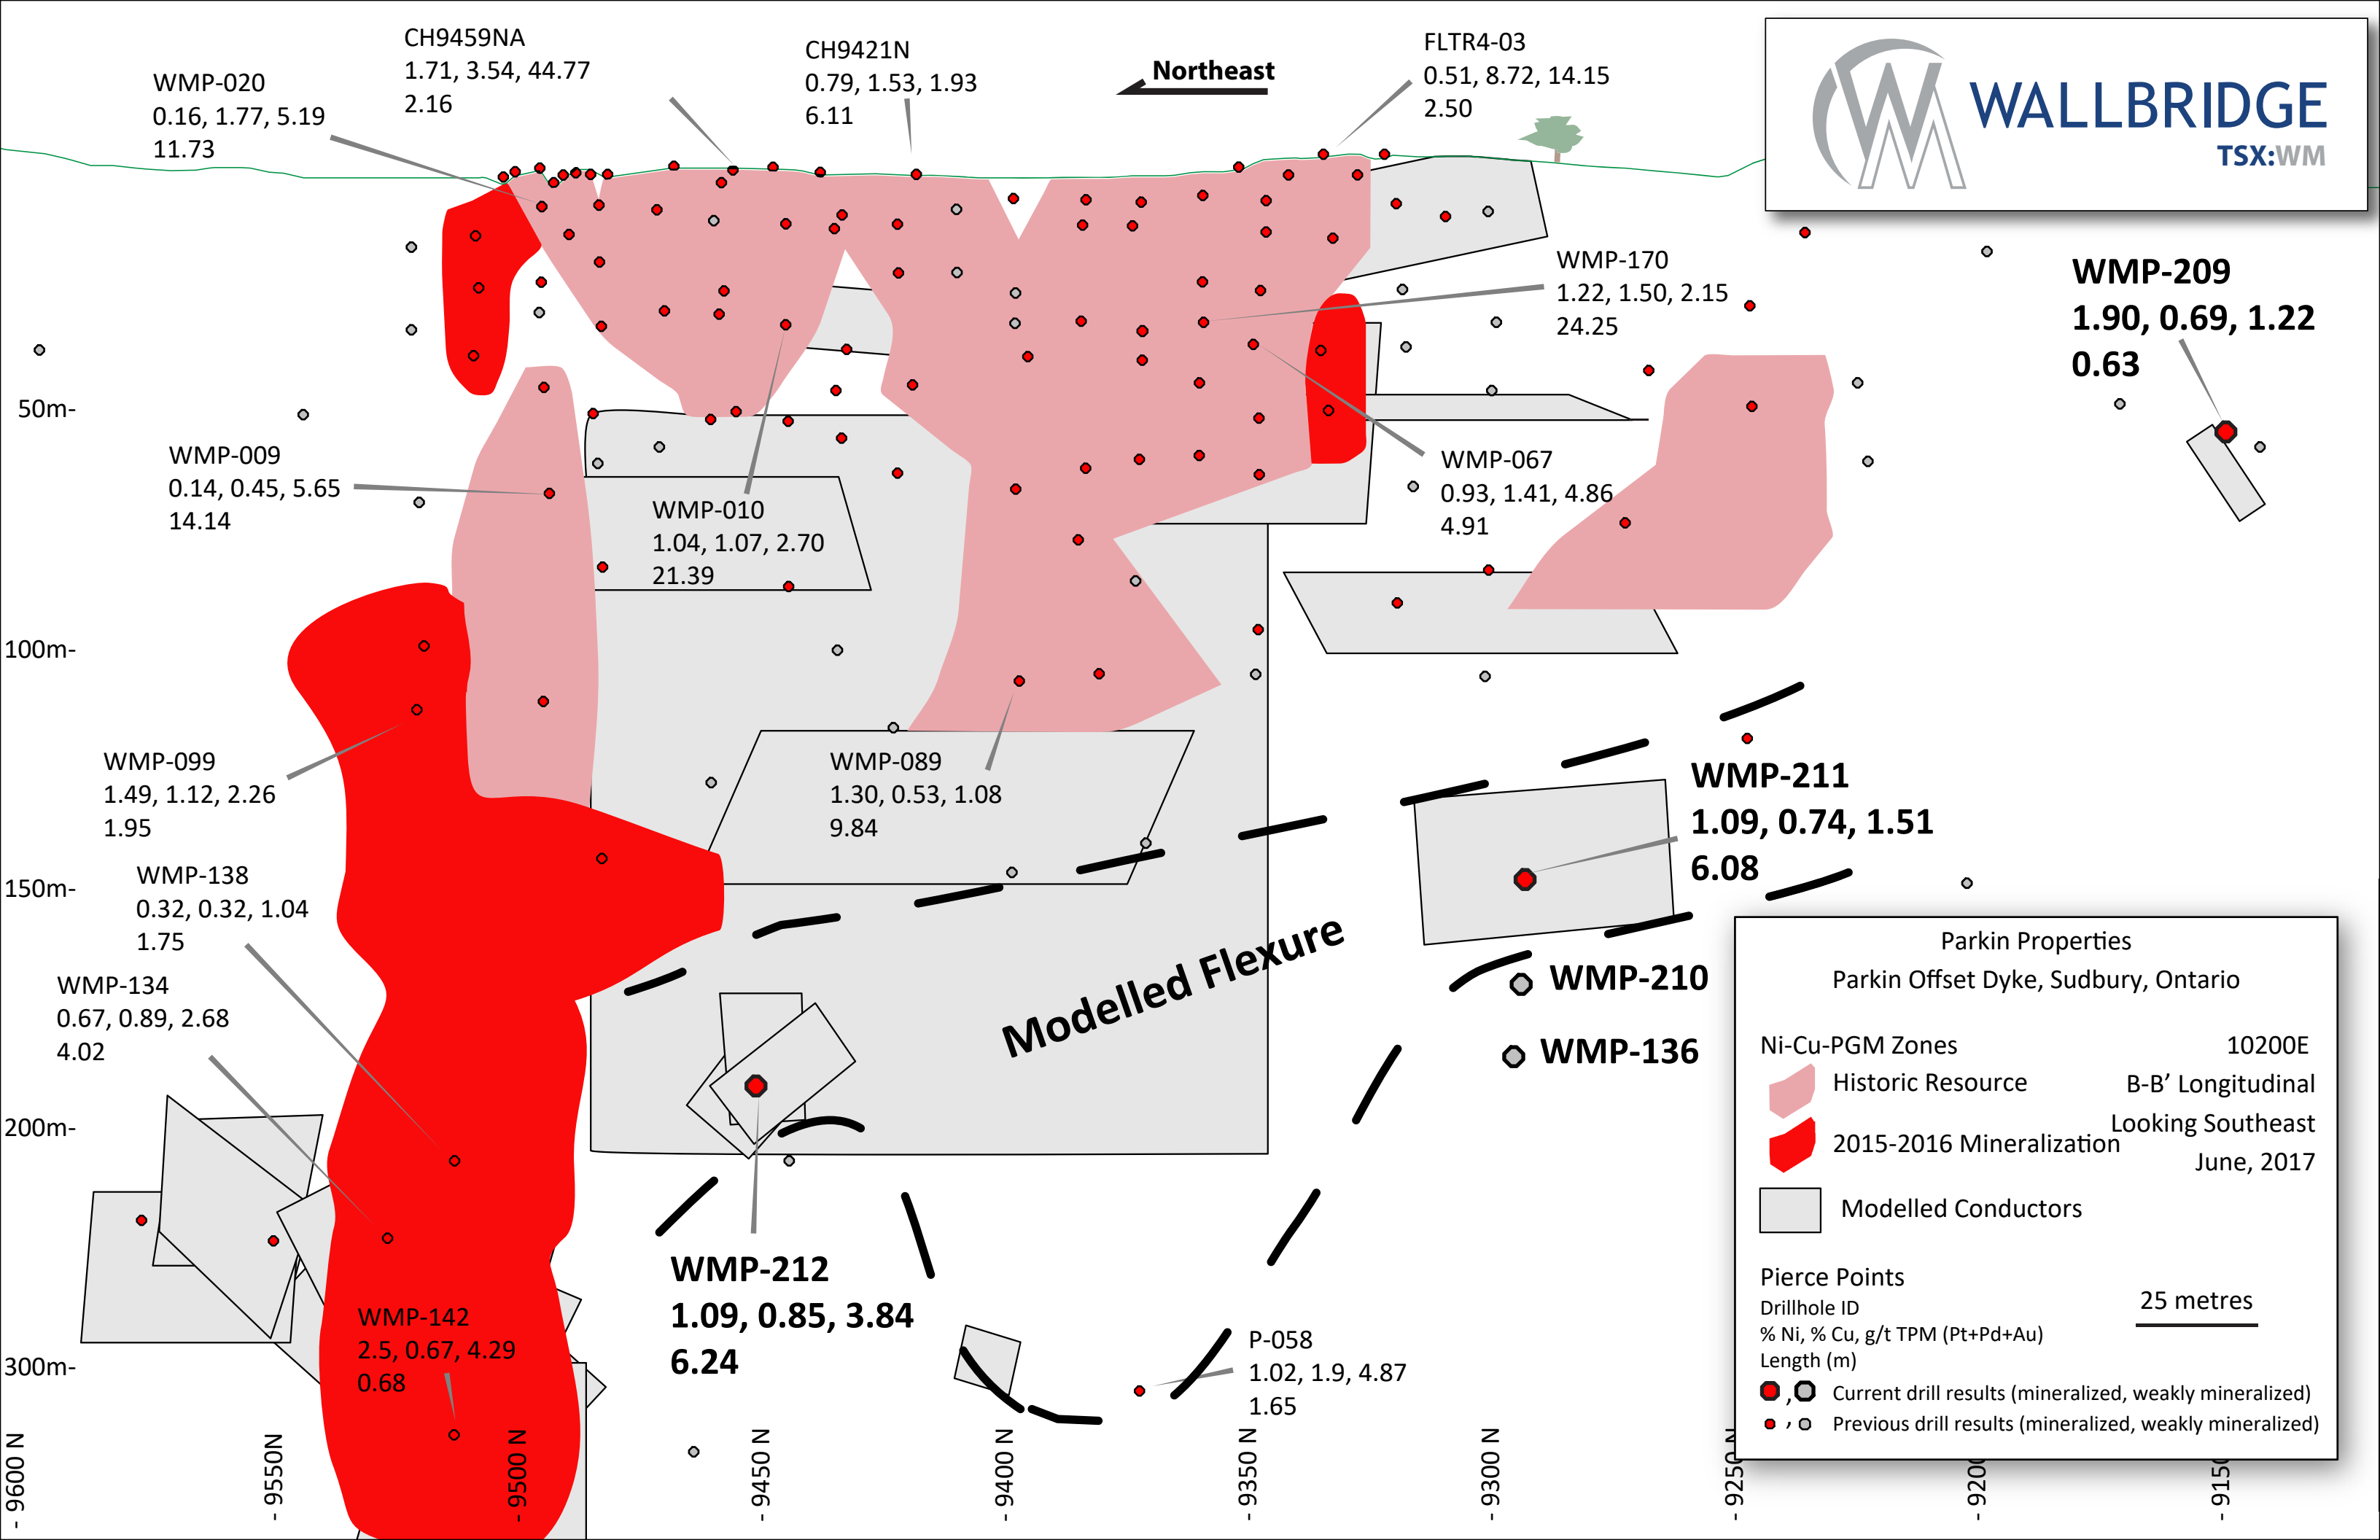 CH9459NA
1.71, 3.54, 44.77
2.16
CH9421N
0.79, 1.53, 1.93
6.11
Northeast
FLTR4-03
0.51, 8.72, 14.15
2.50
WMP-020
0.16, 1.77, 5.19
11.73
WALLBRIDGE
TSX:WM
WMP-170
1.22, 1.50, 2.15
24.25
WMP-209
1.90, 0.69, 1.22
0.63
50m-
WMP-009
0.14, 0.45, 5.65
14.14
WMP-010
1.04, 1.07, 2.70
21.39
WMP-067
0.93, 1.41, 4.86
4.91
100m-
WMP-099
1.49, 1.12, 2.26
1.95
WMP-089
1.30, 0.53, 1.08
9.84
WMP-211
1.09, 0.74, 1.51
6.08
150m-
WMP-138
0.32, 0.32, 1.04
1.75
Modelled Flexure
WMP-210
WMP-134
0.67, 0.89, 2.68
4.02
WMP-136
200m-
WMP-212
1.09, 0.85, 3.84
6.24
WMP-142
2.5, 0.67, 4.29
0.68
P-058
1.02, 1.9, 4.87
1.65
300m-
Parkin Properties
Parkin Offset Dyke, Sudbury, Ontario
Ni-Cu-PGM Zones
10200E
Historic Resource
B-B’ Longitudinal
Looking Southeast
2015-2016 Mineralization
June, 2017
Modelled Conductors
Pierce Points
Drillhole ID
% Ni, % Cu, g/t TPM (Pt+Pd+Au)
Length (m)
25 metres
, Current drill results (mineralized, weakly mineralized)
, Previous drill results (mineralized, weakly mineralized)
- 9600 N
- 9550N
- 9500 N
- 9450 N
- 9400 N
- 9350 N
- 9300 N
- 9250 N
- 9200
- 9150